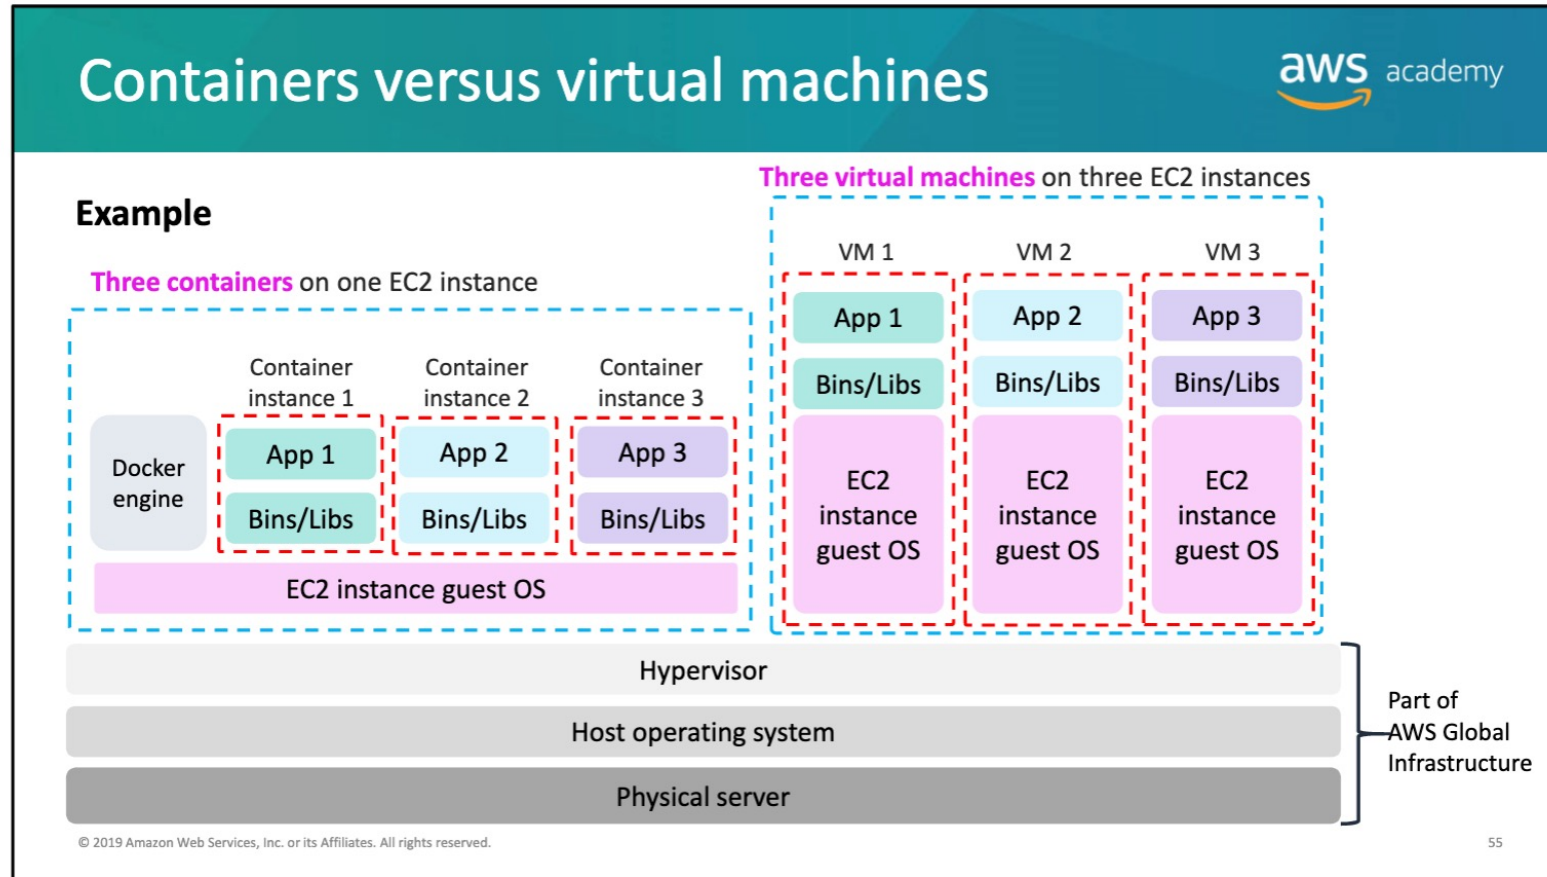 Containers versus virtual machines
aws academy
Three virtual machines on three EC2 instances
Example
VM 1
VM 2
VM 3
Three containers on one EC2 instance
App 1
App 2
App 3
Bins/Libs
Bins/Libs
Bins/Libs
EC2
instance
guest OS
EC2
instance
guest OS
EC2
instance
guest OS
Container
instance 1
Container
instance 2
Container
instance 3
Docker
engine
App 1
App 2
App 3
Bins/Libs
Bins/Libs
Bins/Libs
EC2 instance guest OS
Hypervisor
Host operating system
Physical server
Part of
AWS Global
Infrastructure
© 2019 Amazon Web Services, Inc. or its Affiliates. All rights reserved.
55